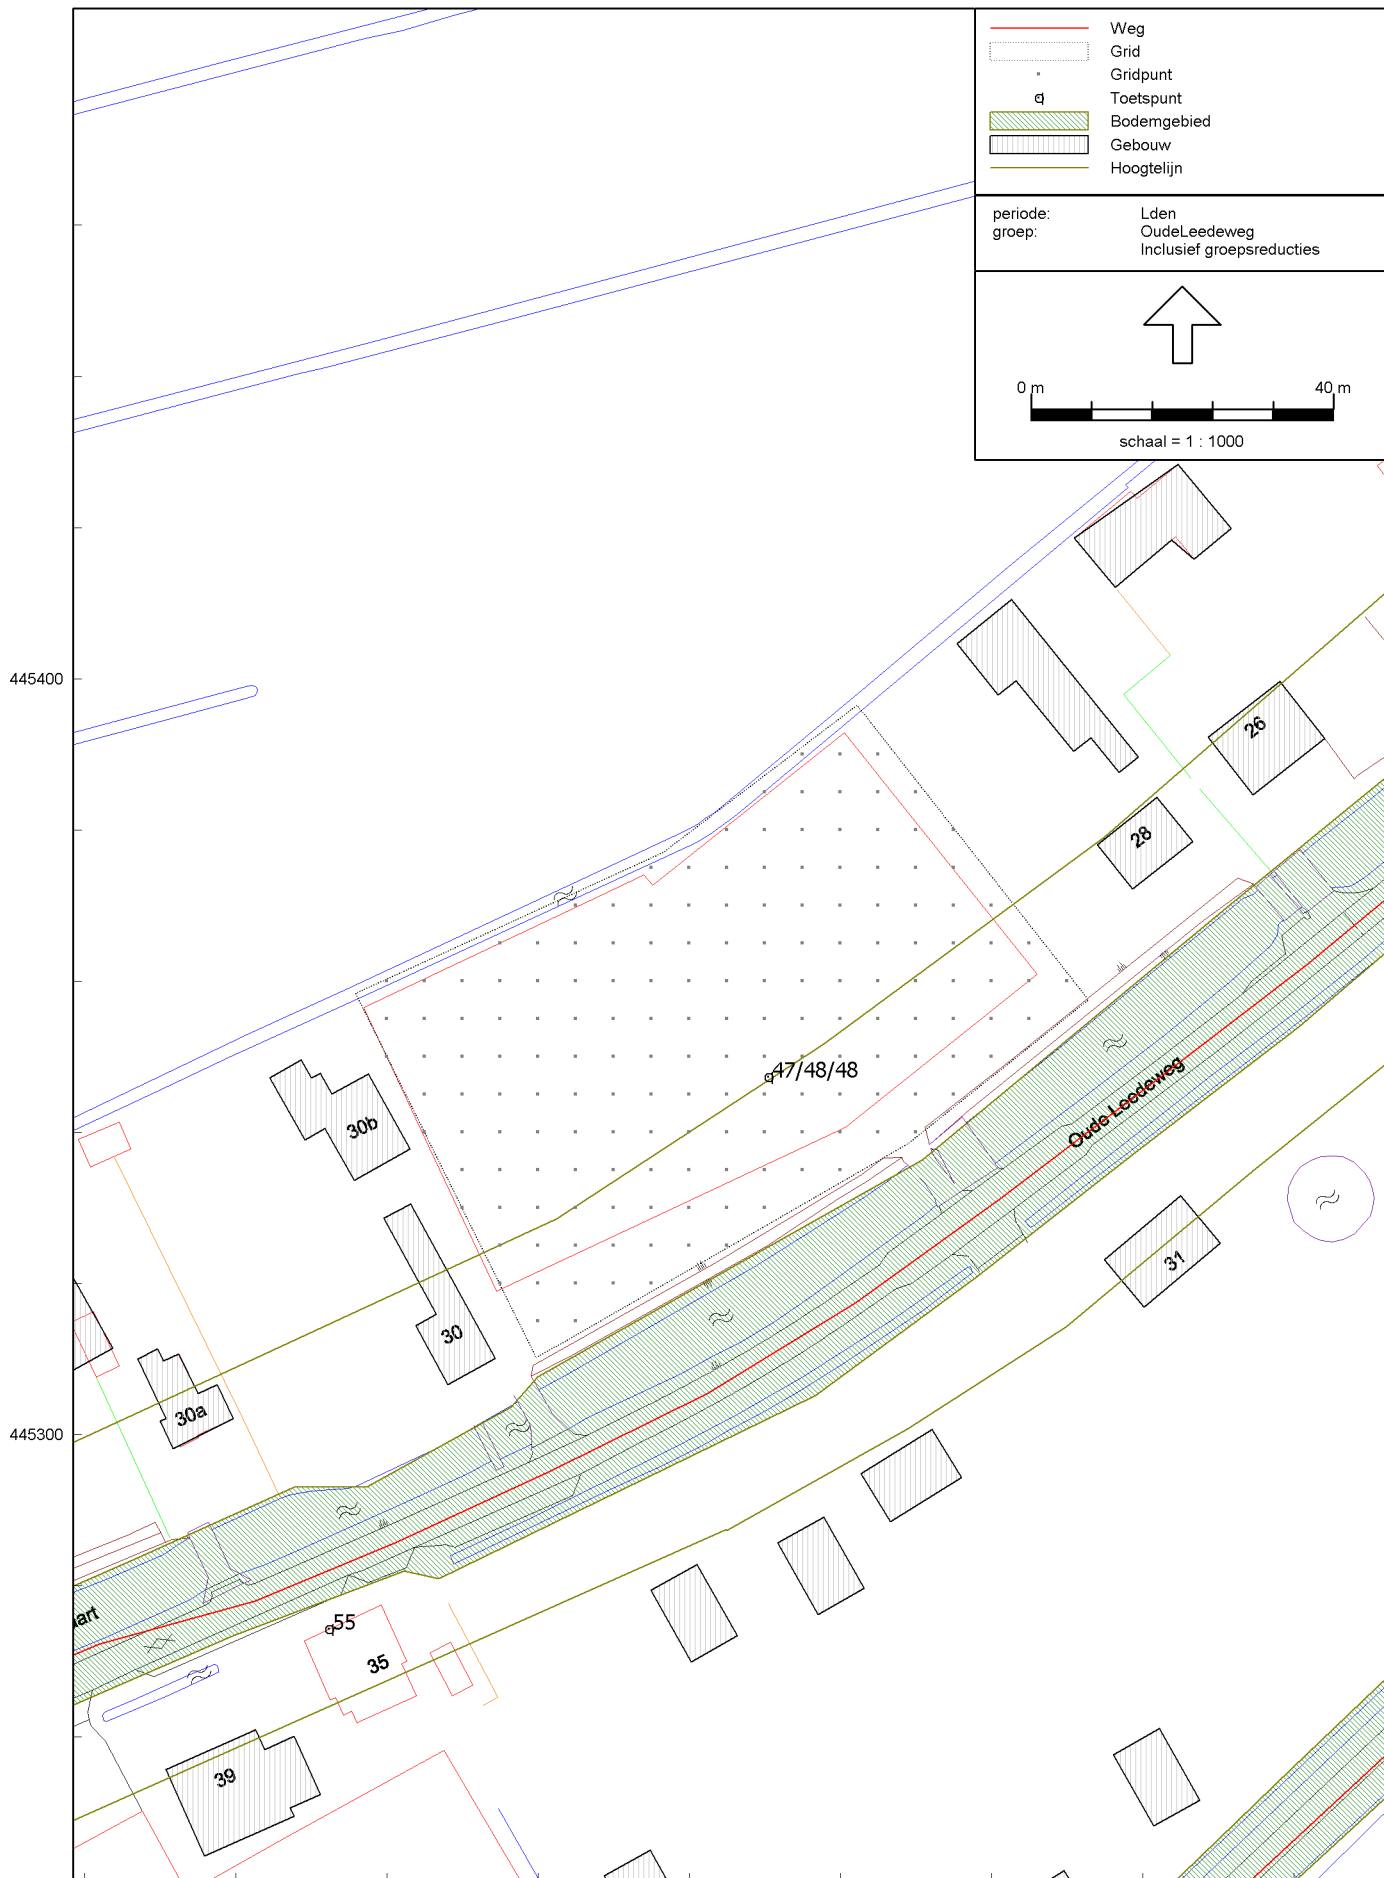 Weg
Grid
Gridpunt
Toetspunt
Bodemgebied
Gebouw
Hoogtelijn
periode: Lden
groep: OudeLeedeweg
Inclusief groepsreducties
0 m 40 m
schaal = 1 : 1000
445400
26
28
47/48/48
Oude Leedeweg
30b
31
30
30a
445300
55
35
39